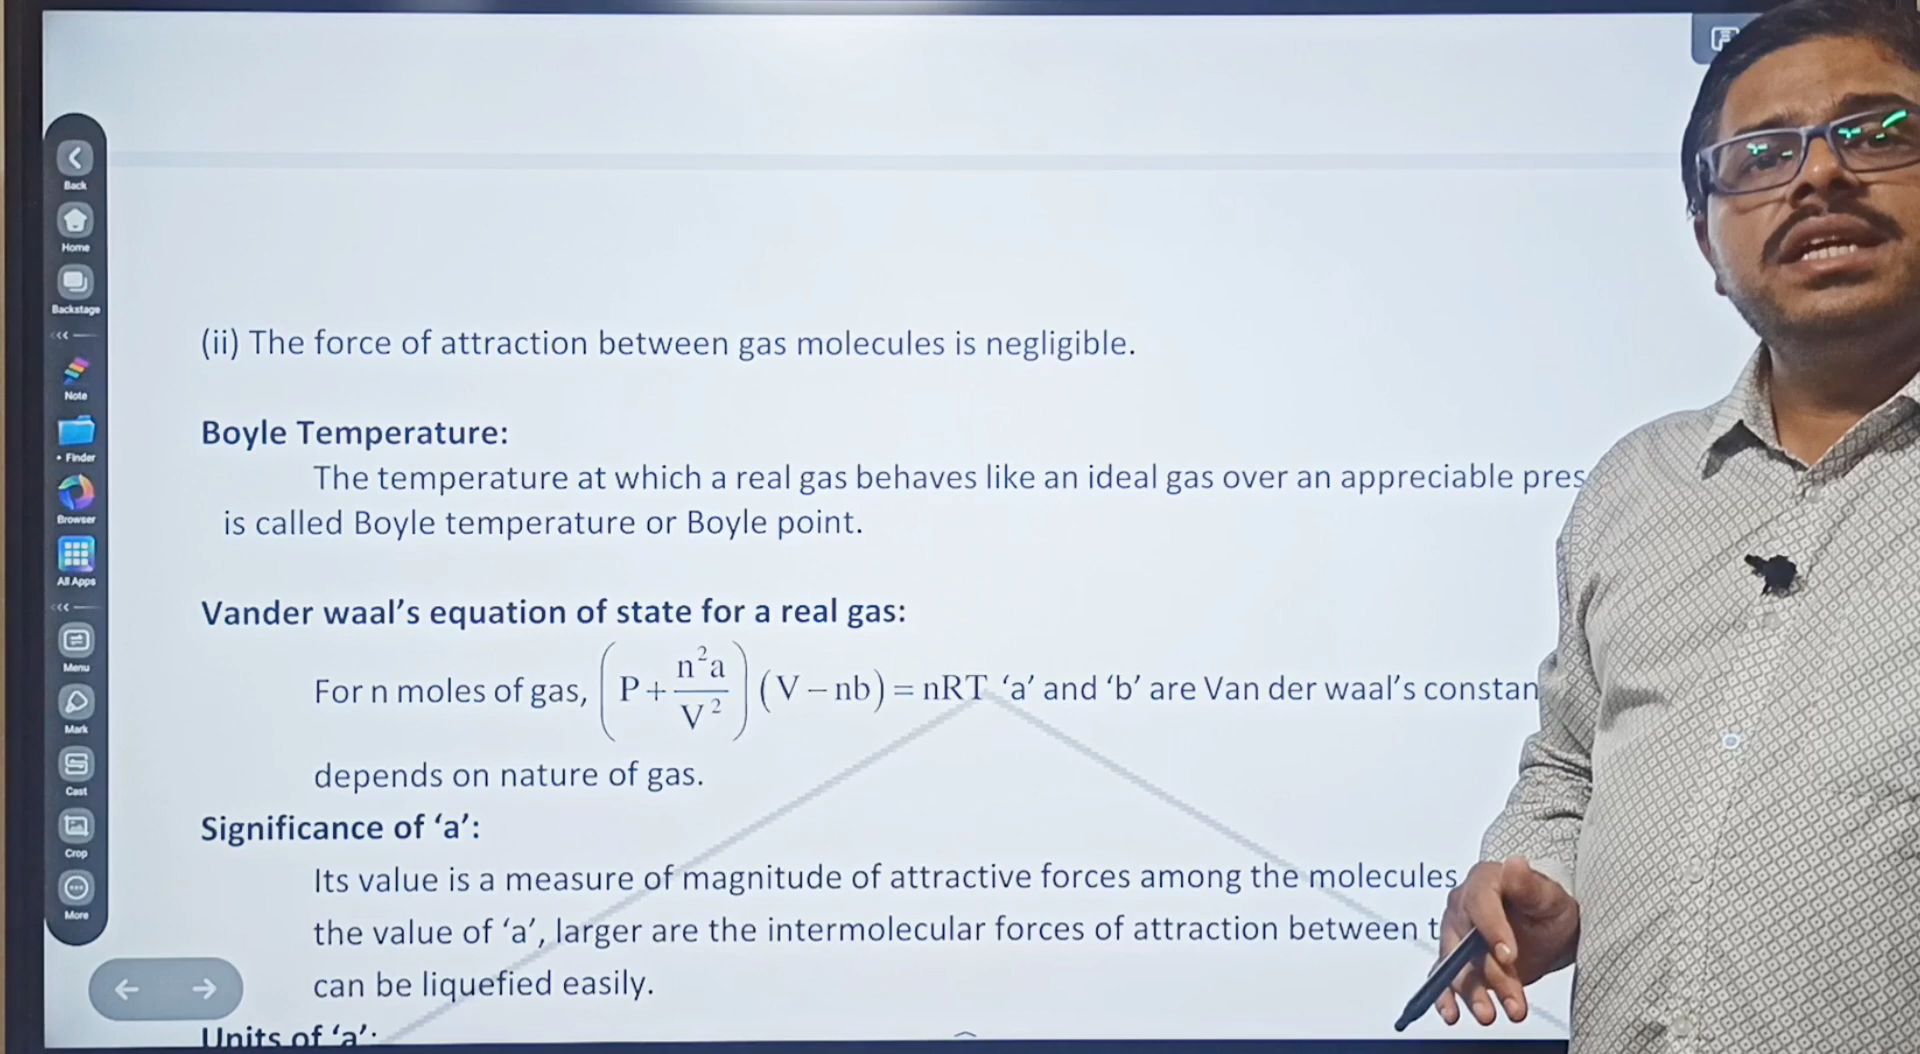 Back
Home
Backstage
Note
• Finder
Browser
All Apps
Menu
Mark
Cast
Crop
More
(ii) The force of attraction between gas molecules is negligible.
Boyle Temperature:
The temperature at which a real gas behaves like an ideal gas over an appreciable pres
is called Boyle temperature or Boyle point.
Vander waal's equation of state for a real gas:
For n moles of gas, (P + n²a/V²) (V – nb) = nRT 'a' and 'b' are Van der waal's constan
depends on nature of gas.
Significance of 'a':
Its value is a measure of magnitude of attractive forces among the molecules
the value of 'a', larger are the intermolecular forces of attraction between t
can be liquefied easily.
Units of 'a':